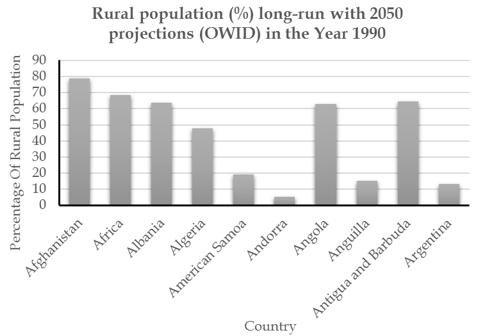 Rural population (%) long-run with 2050
projections (OWID) in the Year 1990
Percentage Of Rural Population
90
80
70
60
50
40
30
20
10
0
Afghanistan
Africa
Albania
Algeria
American Samoa
Andorra
Angola
Anguilla
Antigua and Barbuda
Argentina
Country